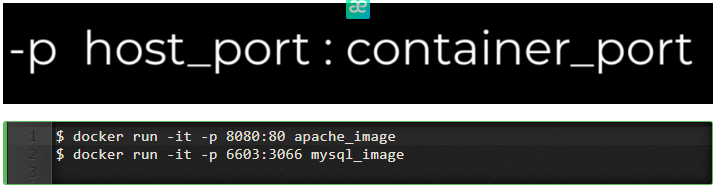 æ
-p host_port : container_port
1 $ docker run -it -p 8080:80 apache_image
2 $ docker run -it -p 6603:3066 mysql_image
3